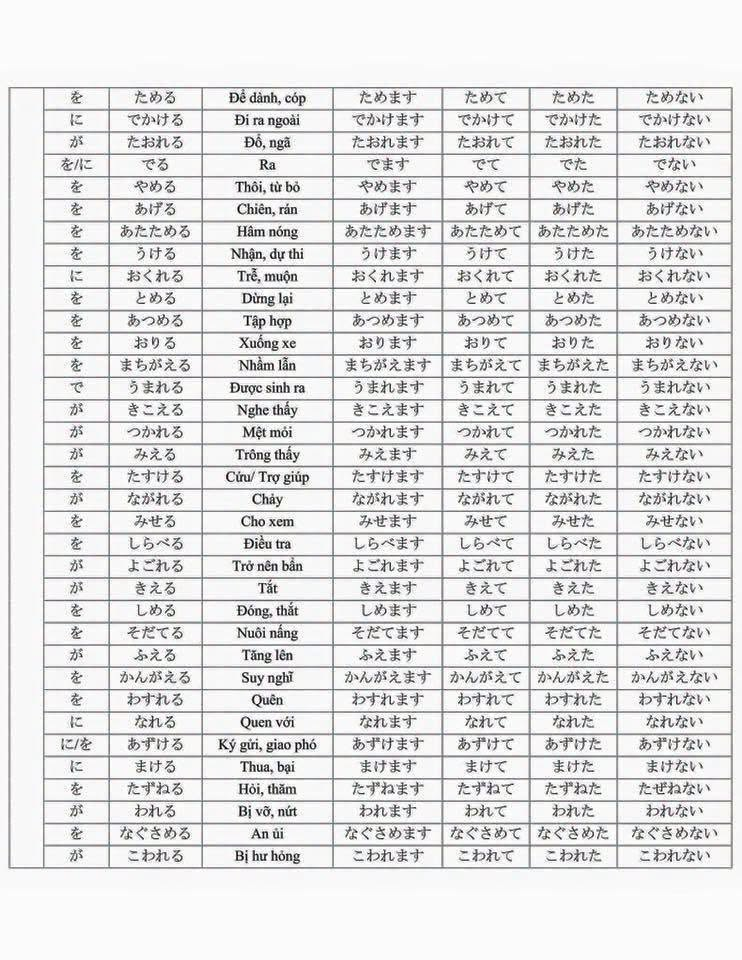 を ためる Để dành, cóp ためます ためて ためた ためない
に でかける Đi ra ngoài でかけます でかけて でかけた でかけない
が たおれる Đổ, ngã たおれます たおれて たおれた たおれない
を/に でる Ra でます でて でた でない
を やめる Thôi, từ bỏ やめます やめて やめた やめない
を あげる Chiên, rán あげます あげて あげた あげない
を あたためる Hâm nóng あたためます あたためて あたためた あたためない
を うける Nhận, dự thi うけます うけて うけた うけない
に おくれる Trễ, muộn おくれます おくれて おくれた おくれない
を とめる Dừng lại とめます とめて とめた とめない
を あつめる Tập hợp あつめます あつめて あつめた あつめない
を おりる Xuống xe おります おりて おりた おりない
を まちがえる Nhầm lẫn まちがえます まちがえて まちがえた まちがえない
で うまれる Được sinh ra うまれます うまれて うまれた うまれない
が きこえる Nghe thấy きこえます きこえて きこえた きこえない
が つかれる Mệt mỏi つかれます つかれて つかれた つかれない
が みえる Trông thấy みえます みえて みえた みえない
を たすける Cứu/ Trợ giúp たすけます たすけて たすけた たすけない
が ながれる Chảy ながれます ながれて ながれた ながれない
を みせる Cho xem みせます みせて みせた みせない
を しらべる Điều tra しらべます しらべて しらべた しらべない
が よごれる Trở nên bẩn よごれます よごれて よごれた よごれない
が きえる Tắt きえます きえて きえた きえない
を しめる Đóng, thắt しめます しめて しめた しめない
を そだてる Nuôi nấng そだてます そだてて そだてた そだてない
が ふえる Tăng lên ふえます ふえて ふえた ふえない
を かんがえる Suy nghĩ かんがえます かんがえて かんがえた かんがえない
を わすれる Quên わすれます わすれて わすれた わすれない
に なれる Quen với なれます なれて なれた なれない
に/を あずける Ký gửi, giao phó あずけます あずけて あずけた あずけない
に まける Thua, bại まけます まけて まけた まけない
を たずねる Hỏi, thăm たずねます たずねて たずねた たぜねない
が われる Bị vỡ, nứt われます われて われた われない
を なぐさめる An ủi なぐさめます なぐさめて なぐさめた なぐさめない
が こわれる Bị hư hỏng こわれます こわれて こわれた こわれない